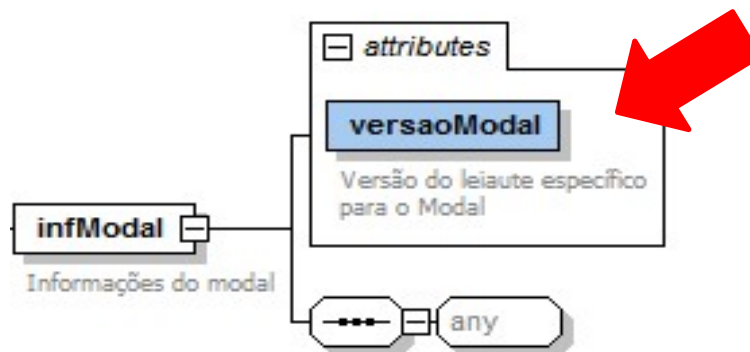 attributes
versaoModal
Versão do leiaute específico
para o Modal
infModal
Informações do modal
any